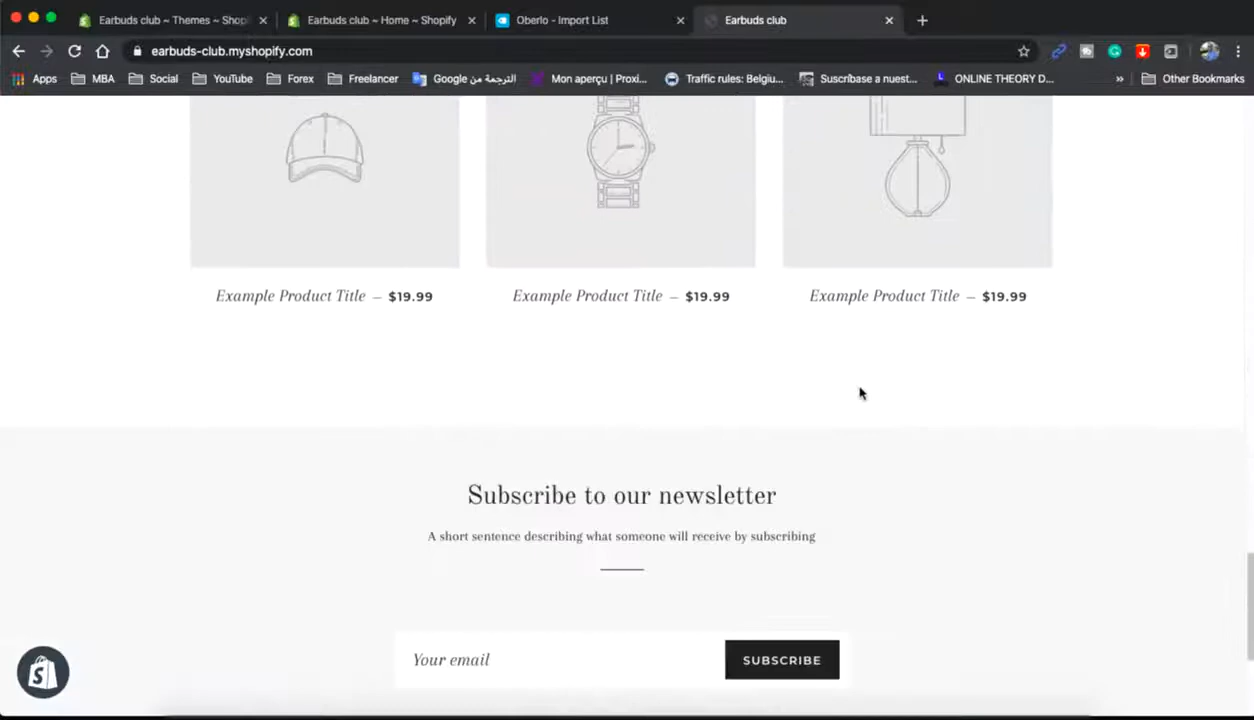 Earbuds club ~ Themes ~ Shopi
Earbuds club ~ Home ~ Shopify
Oberlo - Import List
Earbuds club
earbuds-club.myshopify.com
Apps
MBA
Social
YouTube
Forex
Freelancer
الترجمة من Google
Mon aperçu | Proxi...
Traffic rules: Belgiu...
Suscríbase a nuest...
ONLINE THEORY D...
»
Other Bookmarks
Example Product Title – $19.99
Example Product Title – $19.99
Example Product Title – $19.99
Subscribe to our newsletter
A short sentence describing what someone will receive by subscribing
Your email
SUBSCRIBE